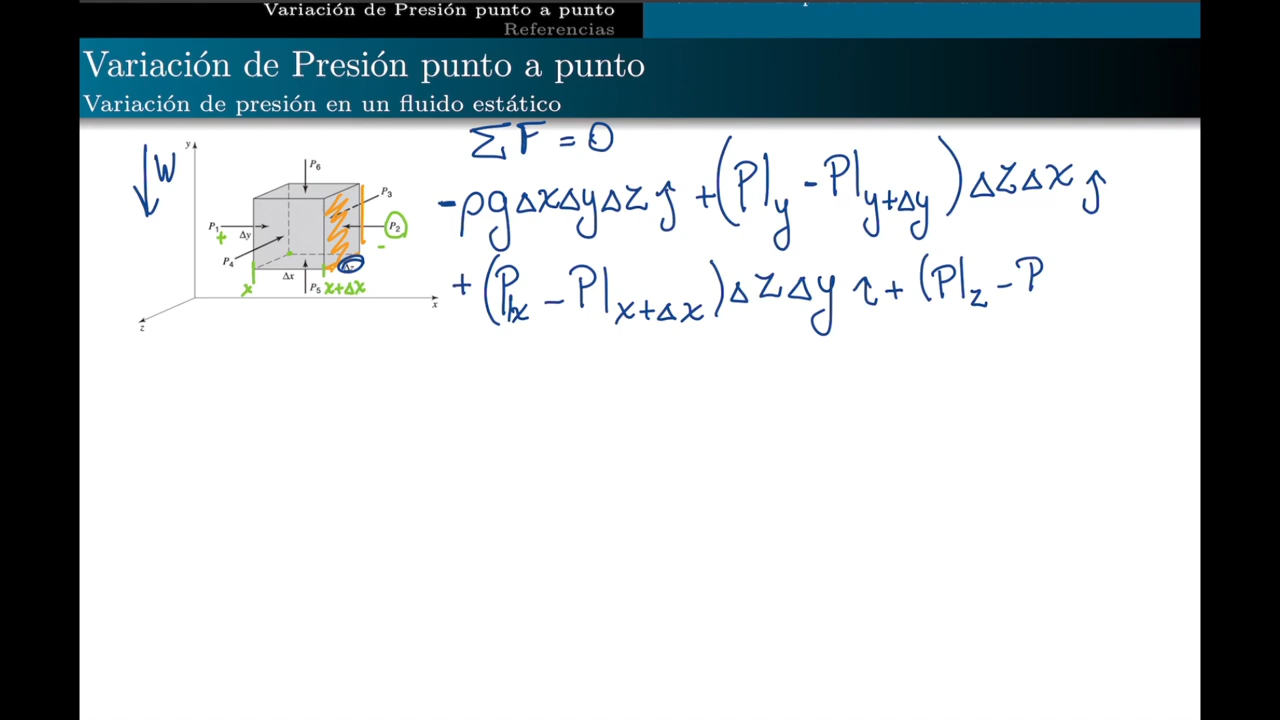 Variación de Presión punto a punto
Referencias
Variación de Presión punto a punto
Variación de presión en un fluido estático
ΣF = 0
-ρgΔxΔyΔz ĵ + (P|y - P|y+Δy) ΔzΔx ĵ
+ (P|x - P|x+Δx) ΔzΔy î + (P|z - P
W
y
P6
P3
P1
+
Δy
P2
-
P4
Δx
x
P5
x+Δx
x
z